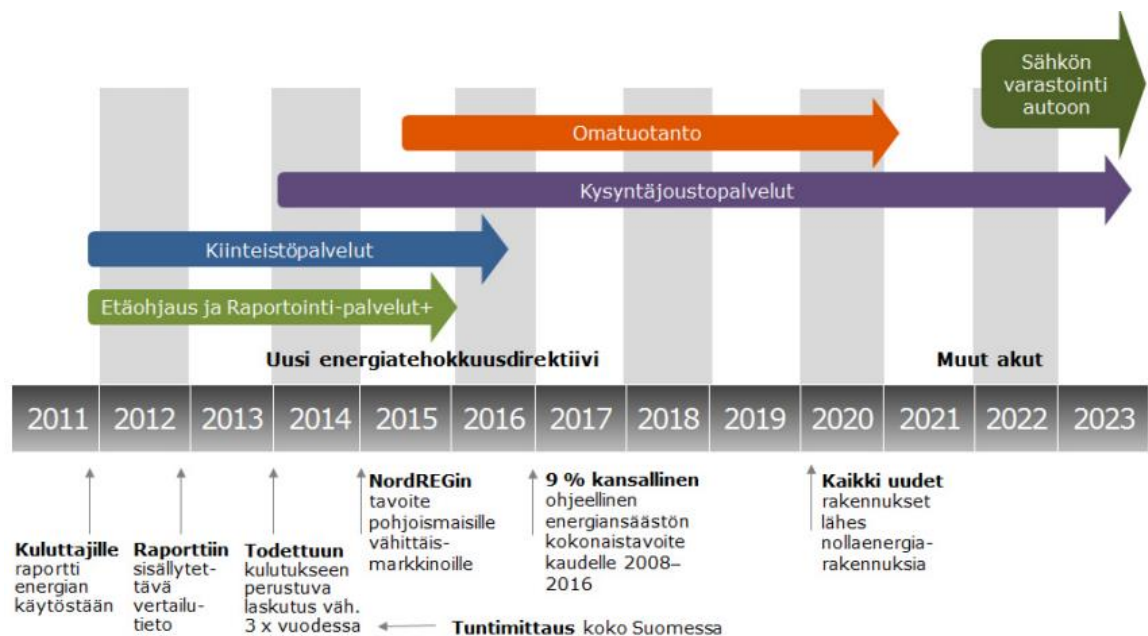 Sähkön
varastointi
autoon
Omatuotanto
Kysyntäjoustopalvelut
Kiinteistöpalvelut
Etäohjaus ja Raportointi-palvelut+
Uusi energiatehokkuusdirektiivi
Muut akut
2011 2012 2013 2014 2015 2016 2017 2018 2019 2020 2021 2022 2023
Kuluttajille
raportti
energian
käytöstään
Raporttiin
sisällytet-
tävä
vertailu-
tieto
Todettuun
kulutukseen
perustuva
laskutus väh.
3 x vuodessa
NordREGin
tavoite
pohjoismaisille
vähittäis-
markkinoille
9 % kansallinen
ohjeellinen
energiansäästön
kokonaistavoite
kaudelle 2008–
2016
Kaikki uudet
rakennukset
lähes
nollaenergia-
rakennuksia
Tuntimittaus koko Suomessa